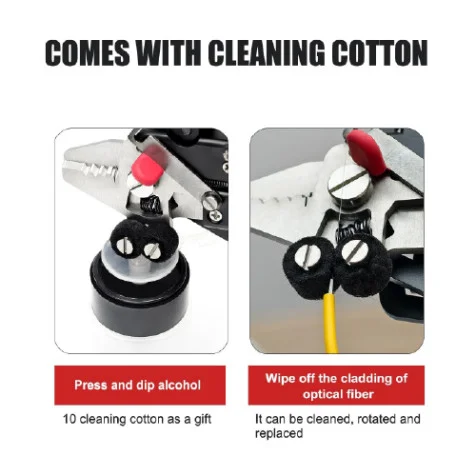 COMES WITH CLEANING COTTON
Press and dip alcohol
10 cleaning cotton as a gift
Wipe off the cladding of
optical fiber
It can be cleaned, rotated and
replaced